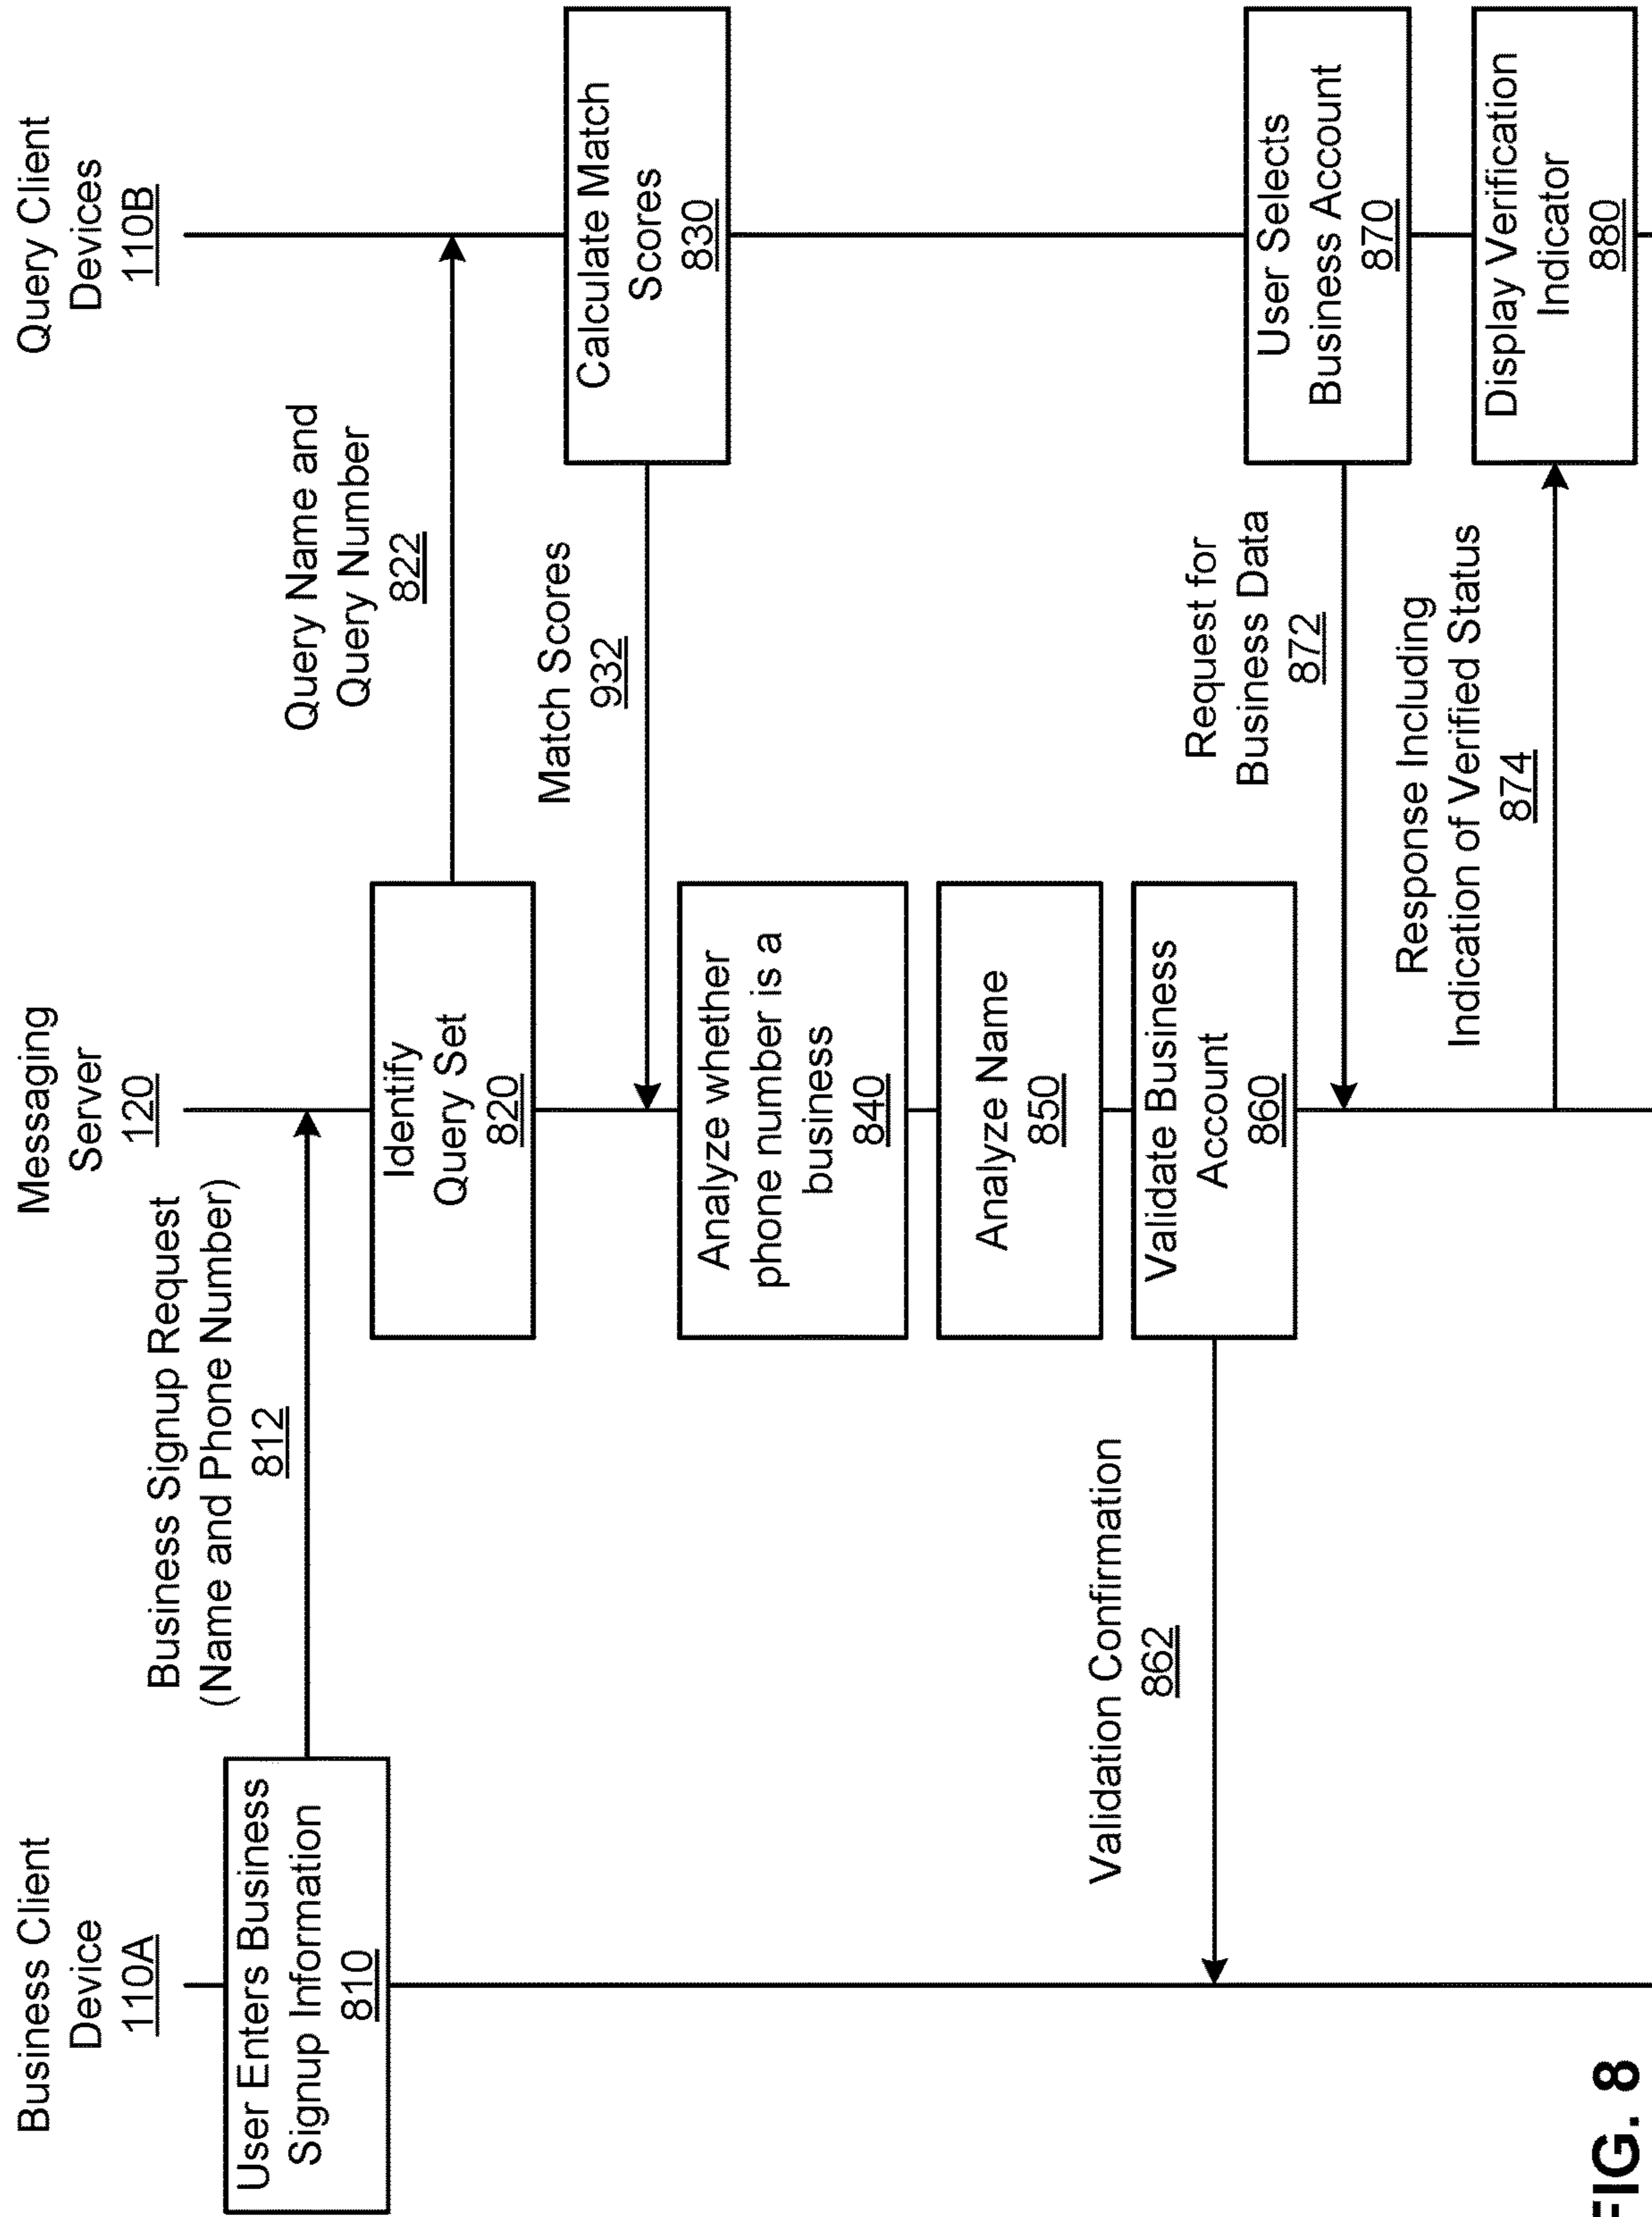 Business Client
Device
110A
Messaging
Server
120
Query Client
Devices
110B
User Enters Business
Signup Information
810
Business Signup Request
(Name and Phone Number)
812
Identify
Query Set
820
Query Name and
Query Number
822
Calculate Match
Scores
830
Match Scores
932
Analyze whether
phone number is a
business
840
Analyze Name
850
Validate Business
Account
860
Validation Confirmation
862
User Selects
Business Account
870
Request for
Business Data
872
Response Including
Indication of Verified Status
874
Display Verification
Indicator
880
FIG. 8